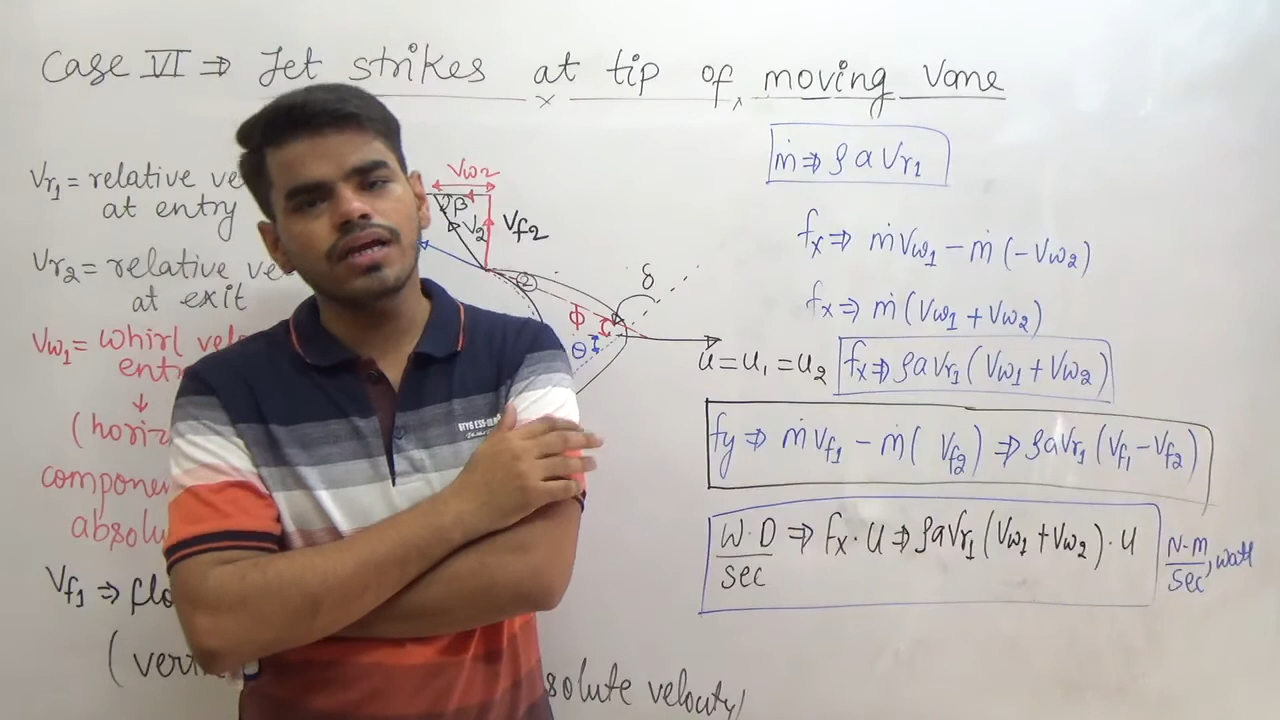 Case VI ⇒ Jet strikes at tip of moving Vane
Vr1 = relative ve
at entry
Vr2 = relative ve
at exit
Vw1 = whirl velo
entr
↓
(horiz
componen
absolu
Vf1 ⇒ flo
(vert
solute velocity)
Vw2
β
V2
Vf2
②
δ
ϕ
θ
u = u1 = u2
ṁ ⇒ ρaVr1
fx ⇒ ṁVw1 - ṁ(-Vw2)
fx ⇒ ṁ(Vw1 + Vw2)
fx ⇒ ρaVr1(Vw1 + Vw2)
fy ⇒ ṁVf1 - ṁ( Vf2) ⇒ ρaVr1(Vf1 - Vf2)
W.D/sec ⇒ fx · u ⇒ ρaVr1(Vw1 + Vw2) · u N-m/sec, watt